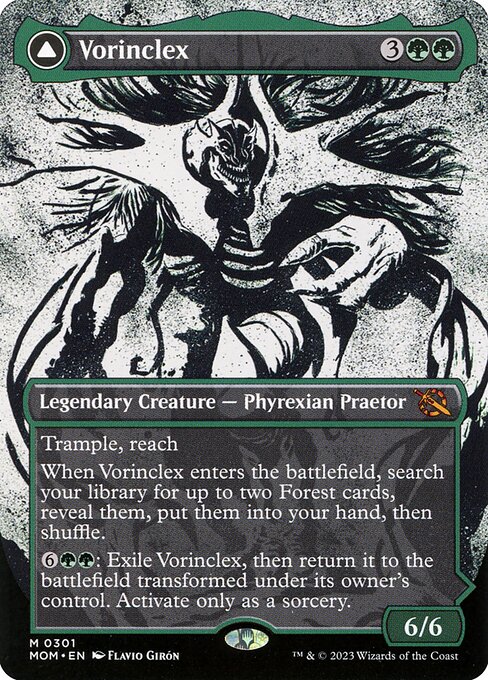 Vorinclex 3
Legendary Creature — Phyrexian Praetor
Trample, reach
When Vorinclex enters the battlefield, search
your library for up to two Forest cards,
reveal them, put them into your hand, then
shuffle.
6: Exile Vorinclex, then return it to the
battlefield transformed under its owner's
control. Activate only as a sorcery.
6/6
M 0301
MOM • EN Flavio Girón ™ & © 2023 Wizards of the Coast